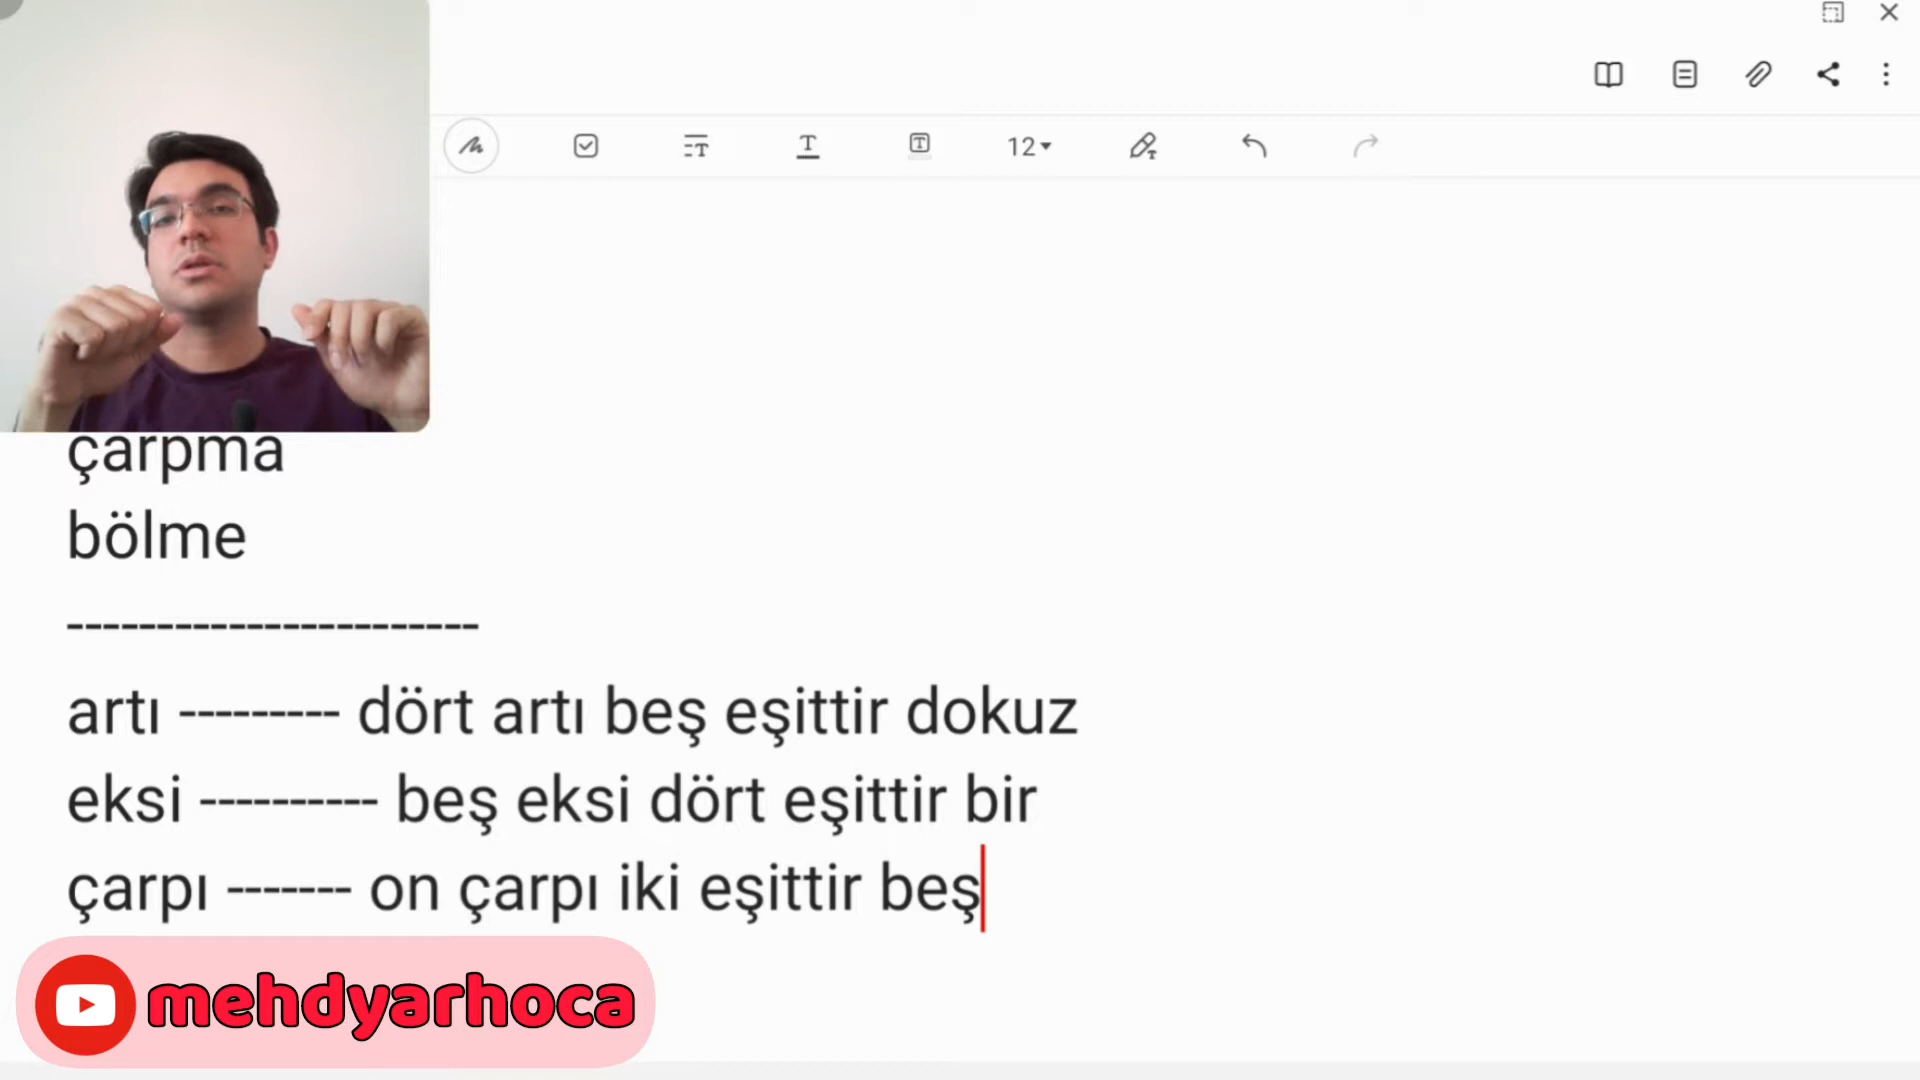 12
çarpma
bölme
-----------------------
artı --------- dört artı beş eşittir dokuz
eksi ---------- beş eksi dört eşittir bir
çarpı ------- on çarpı iki eşittir beş
mehdyarhoca